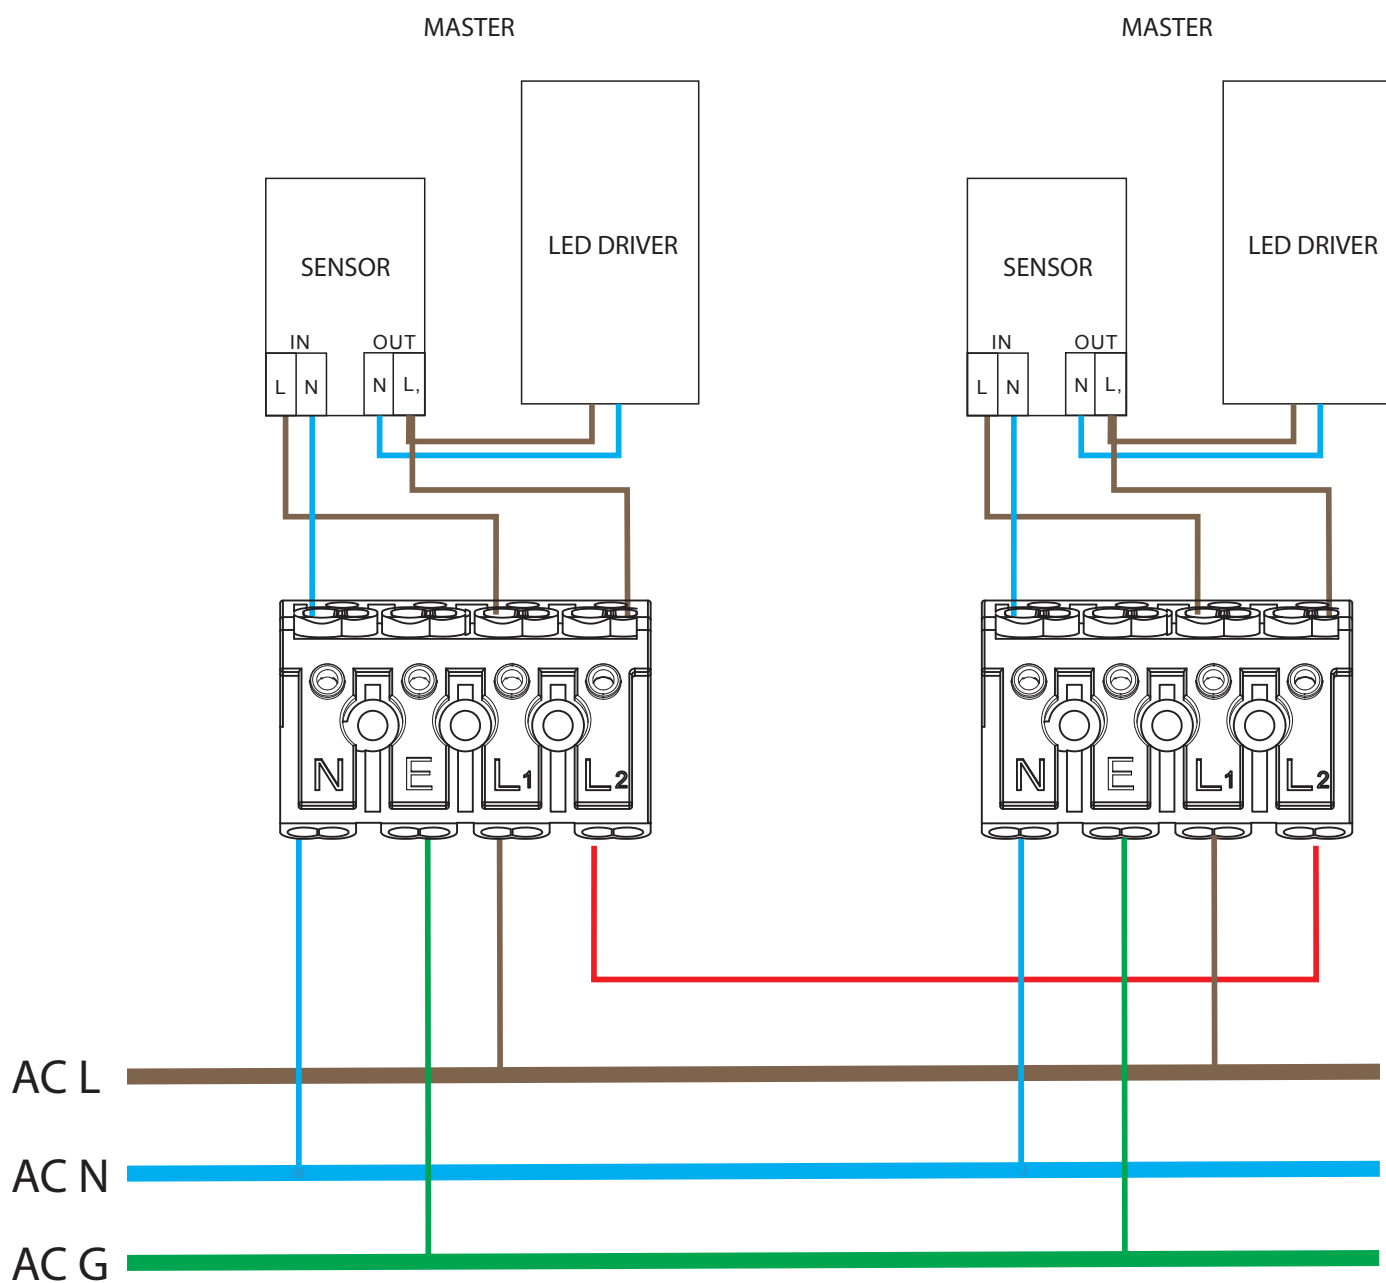 MASTER MASTER
LED DRIVER LED DRIVER
SENSOR SENSOR
IN OUT IN OUT
L N N L, L N N L,
N E L1 L2 N E L1 L2
AC L
AC N
AC G